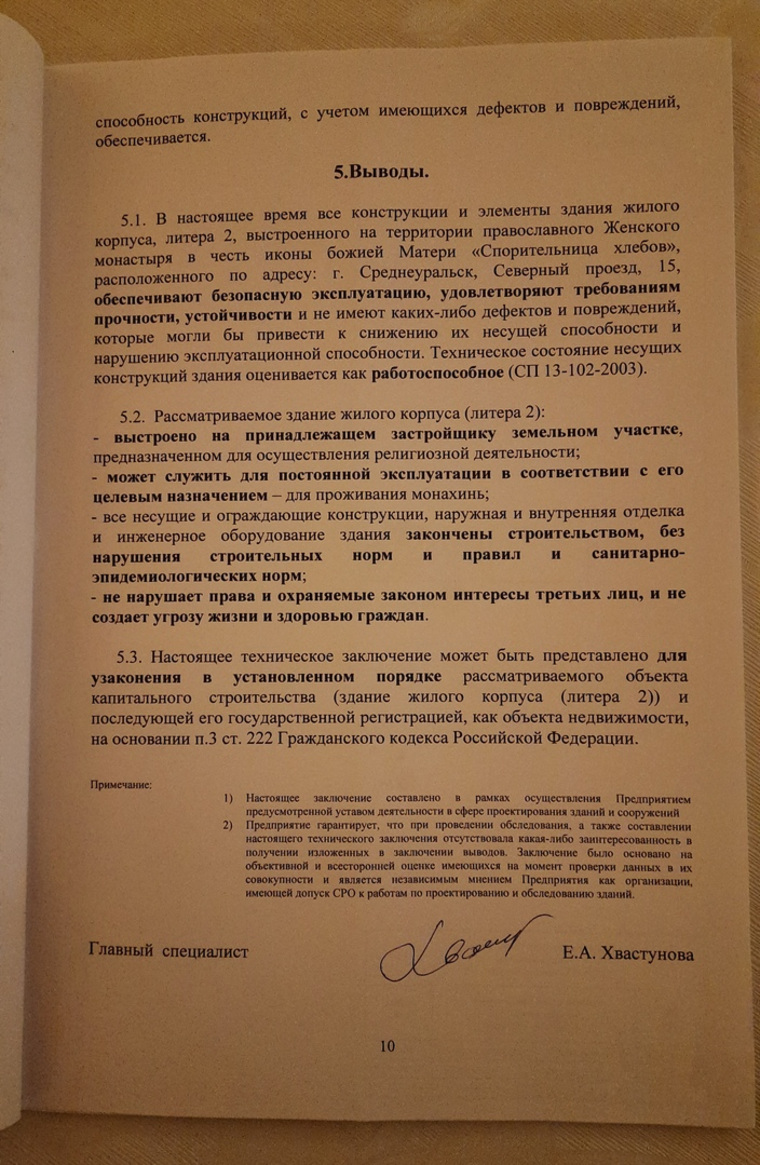 способность конструкций, с учетом имеющихся дефектов и повреждений,
обеспечивается.
5.Выводы.
5.1. В настоящее время все конструкции и элементы здания жилого
корпуса, литера 2, выстроенного на территории православного Женского
монастыря в честь иконы божией Матери «Спорительница хлебов»,
расположенного по адресу: г. Среднеуральск, Северный проезд, 15,
обеспечивают безопасную эксплуатацию, удовлетворяют требованиям
прочности, устойчивости и не имеют каких-либо дефектов и повреждений,
которые могли бы привести к снижению их несущей способности и
нарушению эксплуатационной способности. Техническое состояние несущих
конструкций здания оценивается как работоспособное (СП 13-102-2003).
5.2. Рассматриваемое здание жилого корпуса (литера 2):
- выстроено на принадлежащем застройщику земельном участке,
предназначенном для осуществления религиозной деятельности;
- может служить для постоянной эксплуатации в соответствии с его
целевым назначением – для проживания монахинь;
- все несущие и ограждающие конструкции, наружная и внутренняя отделка
и инженерное оборудование здания закончены строительством, без
нарушения строительных норм и правил и санитарно-
эпидемиологических норм;
- не нарушает права и охраняемые законом интересы третьих лиц, и не
создает угрозу жизни и здоровью граждан.
5.3. Настоящее техническое заключение может быть представлено для
узаконения в установленном порядке рассматриваемого объекта
капитального строительства (здание жилого корпуса (литера 2)) и
последующей его государственной регистрацией, как объекта недвижимости,
на основании п.3 ст. 222 Гражданского кодекса Российской Федерации.
Примечание:
1) Настоящее заключение составлено в рамках осуществления Предприятием
предусмотренной уставом деятельности в сфере проектирования зданий и сооружений
2) Предприятие гарантирует, что при проведении обследования, а также составлении
настоящего технического заключения отсутствовала какая-либо заинтересованность в
получении изложенных в заключении выводов. Заключение было основано на
объективной и всесторонней оценке имеющихся на момент проверки данных в их
совокупности и является независимым мнением Предприятия как организации,
имеющей допуск СРО к работам по проектированию и обследованию зданий.
Главный специалист Е.А. Хвастунова
10